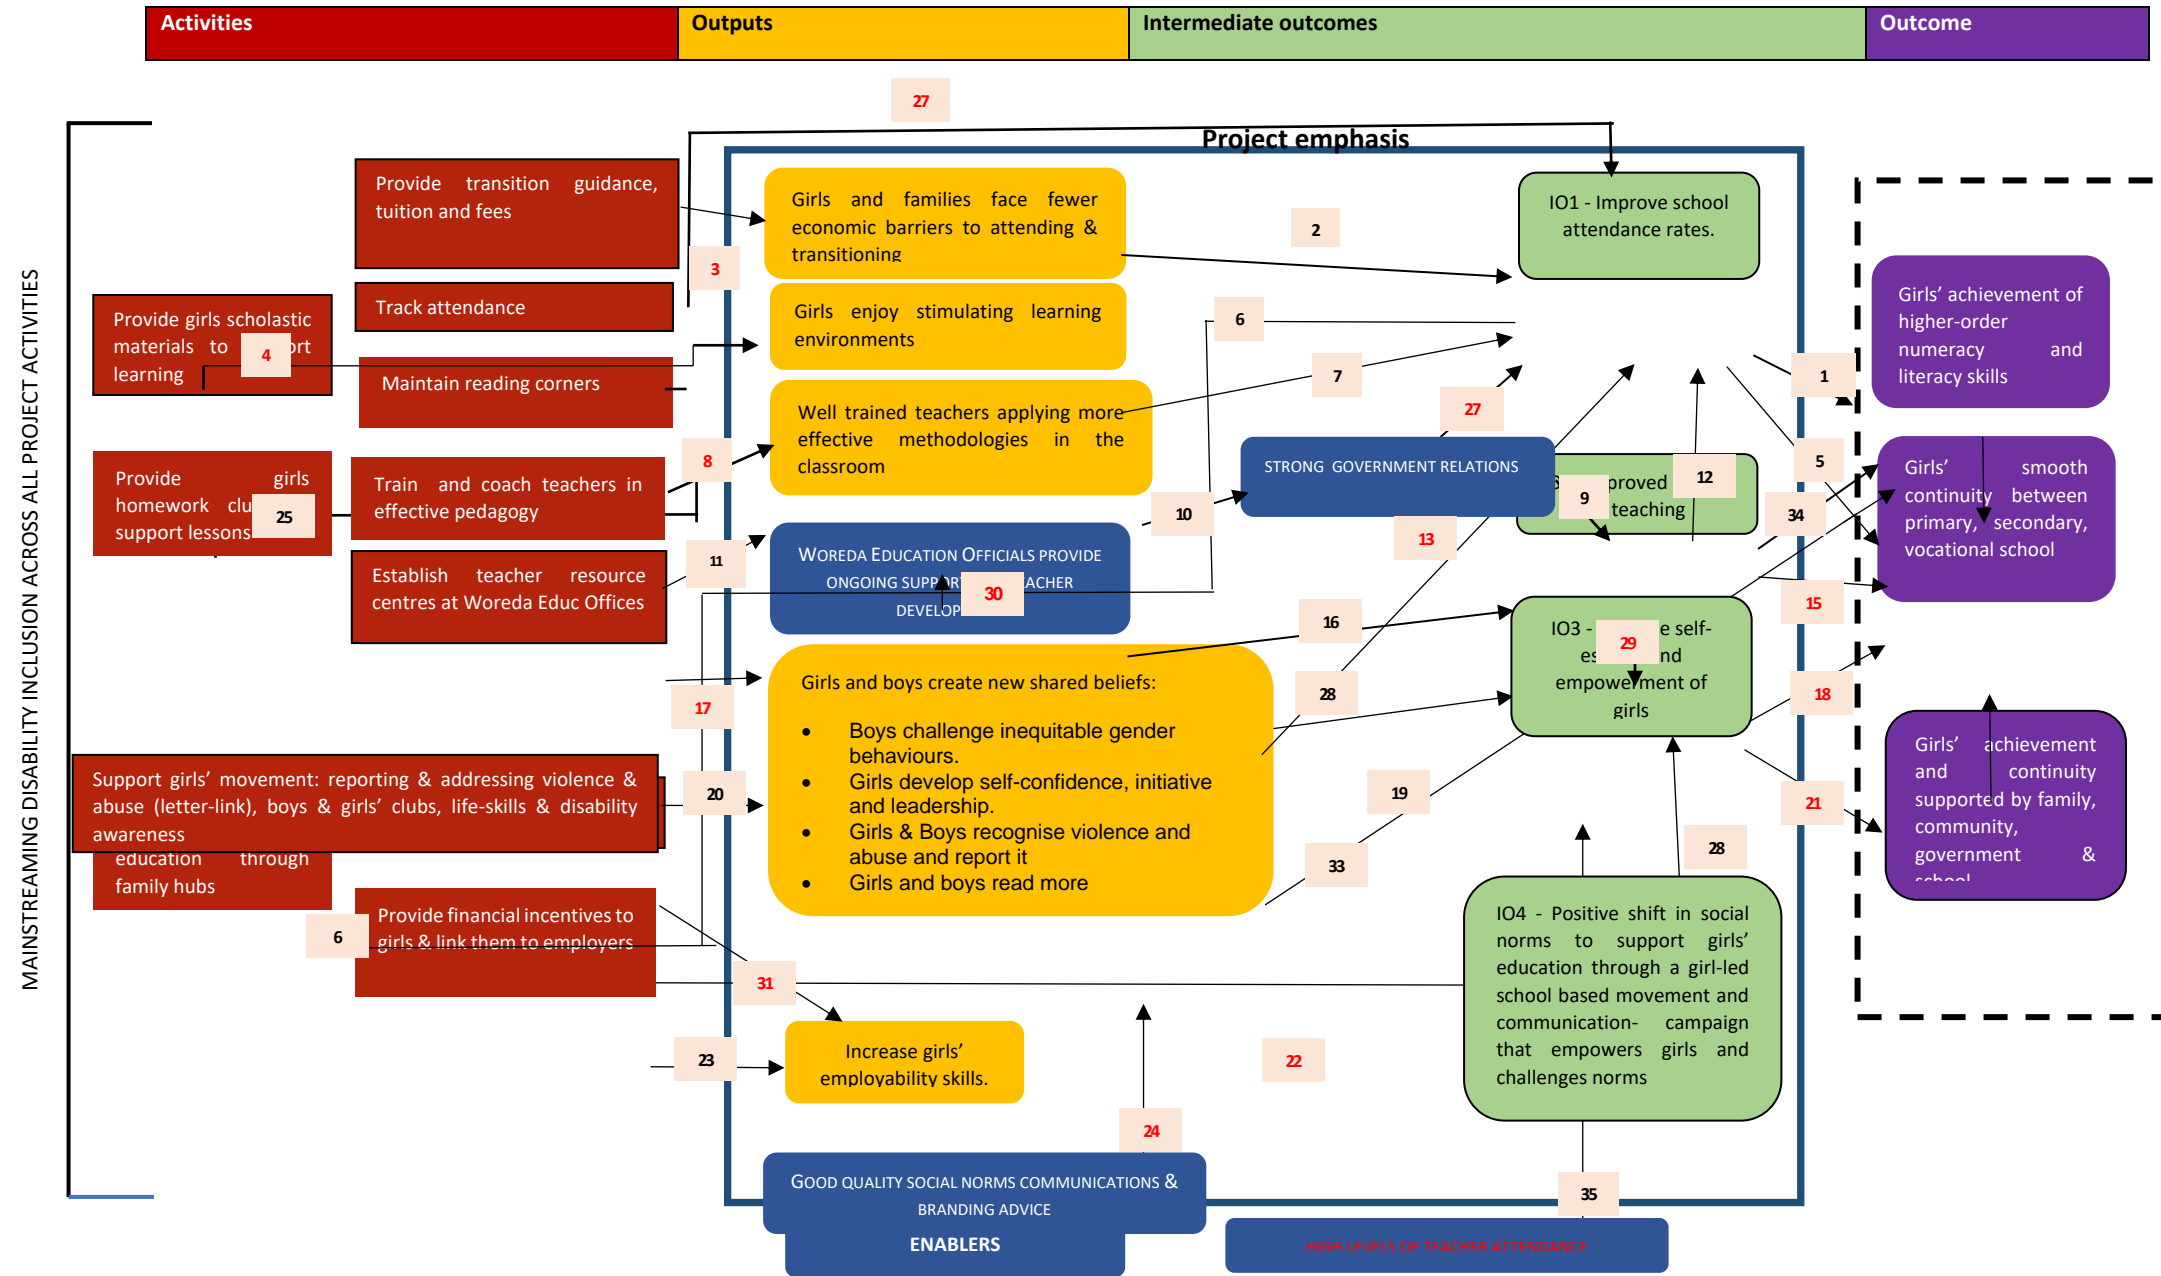 Activities
Outputs
Intermediate outcomes
Outcome
27
Project emphasis
MAINSTREAMING DISABILITY INCLUSION ACROSS ALL PROJECT ACTIVITIES
Provide transition guidance,
tuition and fees
Track attendance
Provide girls scholastic
materials to
learning
4
Maintain reading corners
Provide girls
homework
support lessons
25
Train and coach teachers in
effective pedagogy
Establish teacher resource
centres at Woreda Educ Offices
Support girls’ movement: reporting & addressing violence &
abuse (letter-link), boys & girls’ clubs, life-skills & disability
awareness
education through
family hubs
Provide financial incentives to
girls & link them to employers
6
3
8
11
17
20
31
23
Girls and families face fewer
economic barriers to attending &
transitioning
Girls enjoy stimulating learning
environments
Well trained teachers applying more
effective methodologies in the
classroom
WOREDA EDUCATION OFFICIALS PROVIDE
ONGOING
30
Girls and boys create new shared beliefs:
• Boys challenge inequitable gender
behaviours.
• Girls develop self-confidence, initiative
and leadership.
• Girls & Boys recognise violence and
abuse and report it
• Girls and boys read more
Increase girls’
employability skills.
GOOD QUALITY SOCIAL NORMS COMMUNICATIONS &
BRANDING ADVICE
ENABLERS
2
6
7
27
10
13
16
28
19
33
22
24
STRONG GOVERNMENT RELATIONS
IO1 - Improve school
attendance rates.
teaching
9
12
IO3 -
29
empowerment of
girls
28
IO4 - Positive shift in social
norms to support girls’
education through a girl-led
school based movement and
communication- campaign
that empowers girls and
challenges norms
35
HIGH LEVELS OF TEACHER ATTENDANCE
1
5
34
15
18
21
Girls’ achievement of
higher-order
numeracy and
literacy skills
Girls’ smooth
continuity between
primary, secondary,
vocational school
Girls’ achievement
and continuity
supported by family,
community,
government &
school